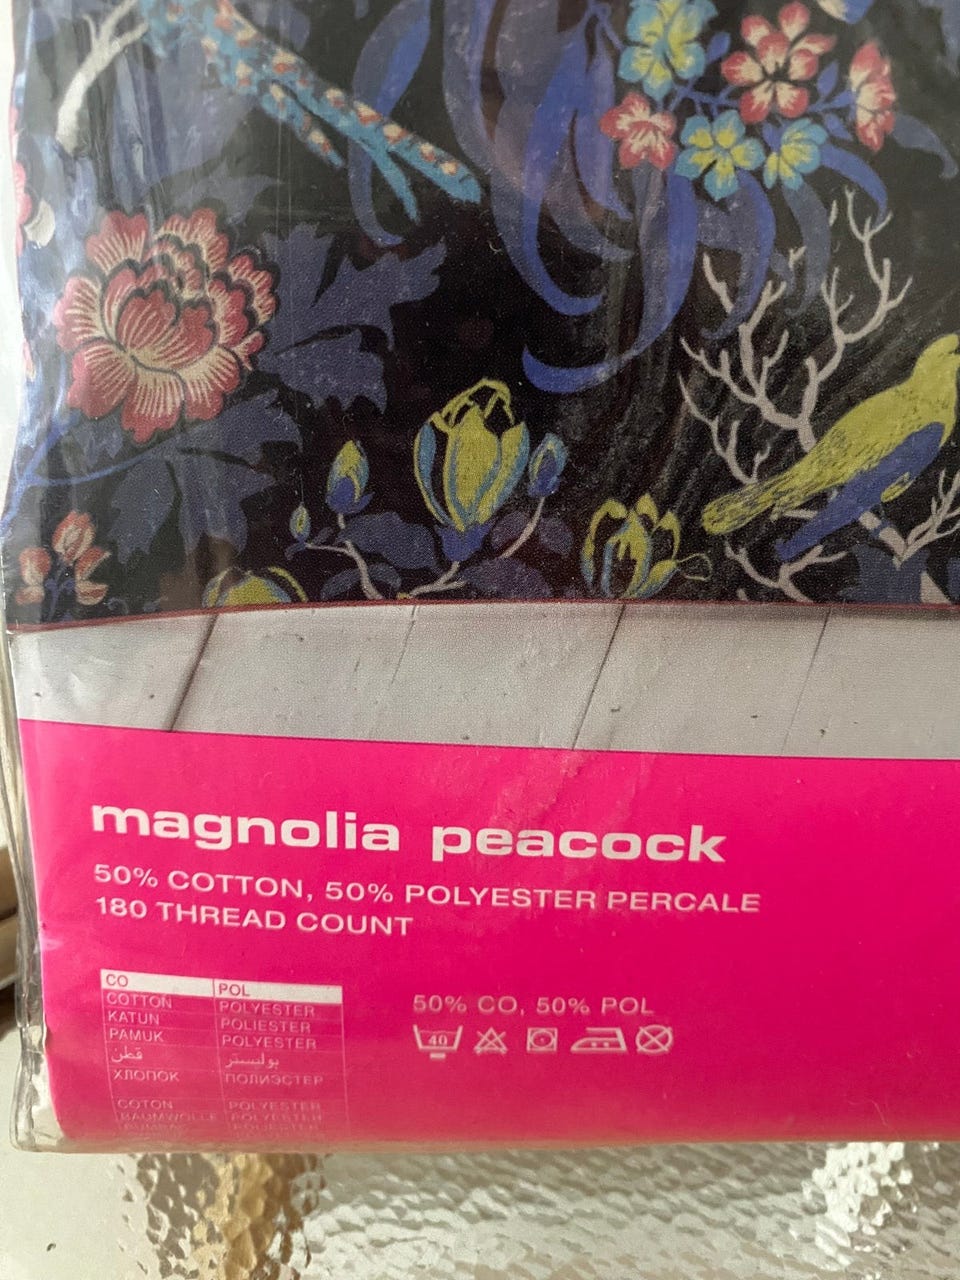 magnolia peacock
50% COTTON, 50% POLYESTER PERCALE
180 THREAD COUNT
CO POL
COTTON POLYESTER
KATUN POLIESTER
PAMUK POLYESTER
قطن بولستر
ХЛОПОК ПОЛИЭСТЕР
COTON POLYESTER
BAUMWOLLE POLYESTER
50% CO, 50% POL
40